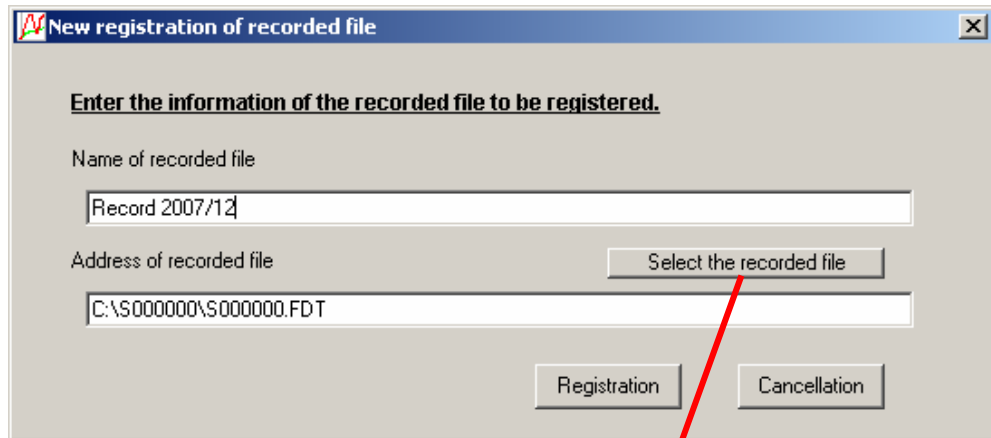 New registration of recorded file
Enter the information of the recorded file to be registered.
Name of recorded file
Record 2007/12
Address of recorded file
Select the recorded file
C:\S000000\S000000.FDT
Registration
Cancellation